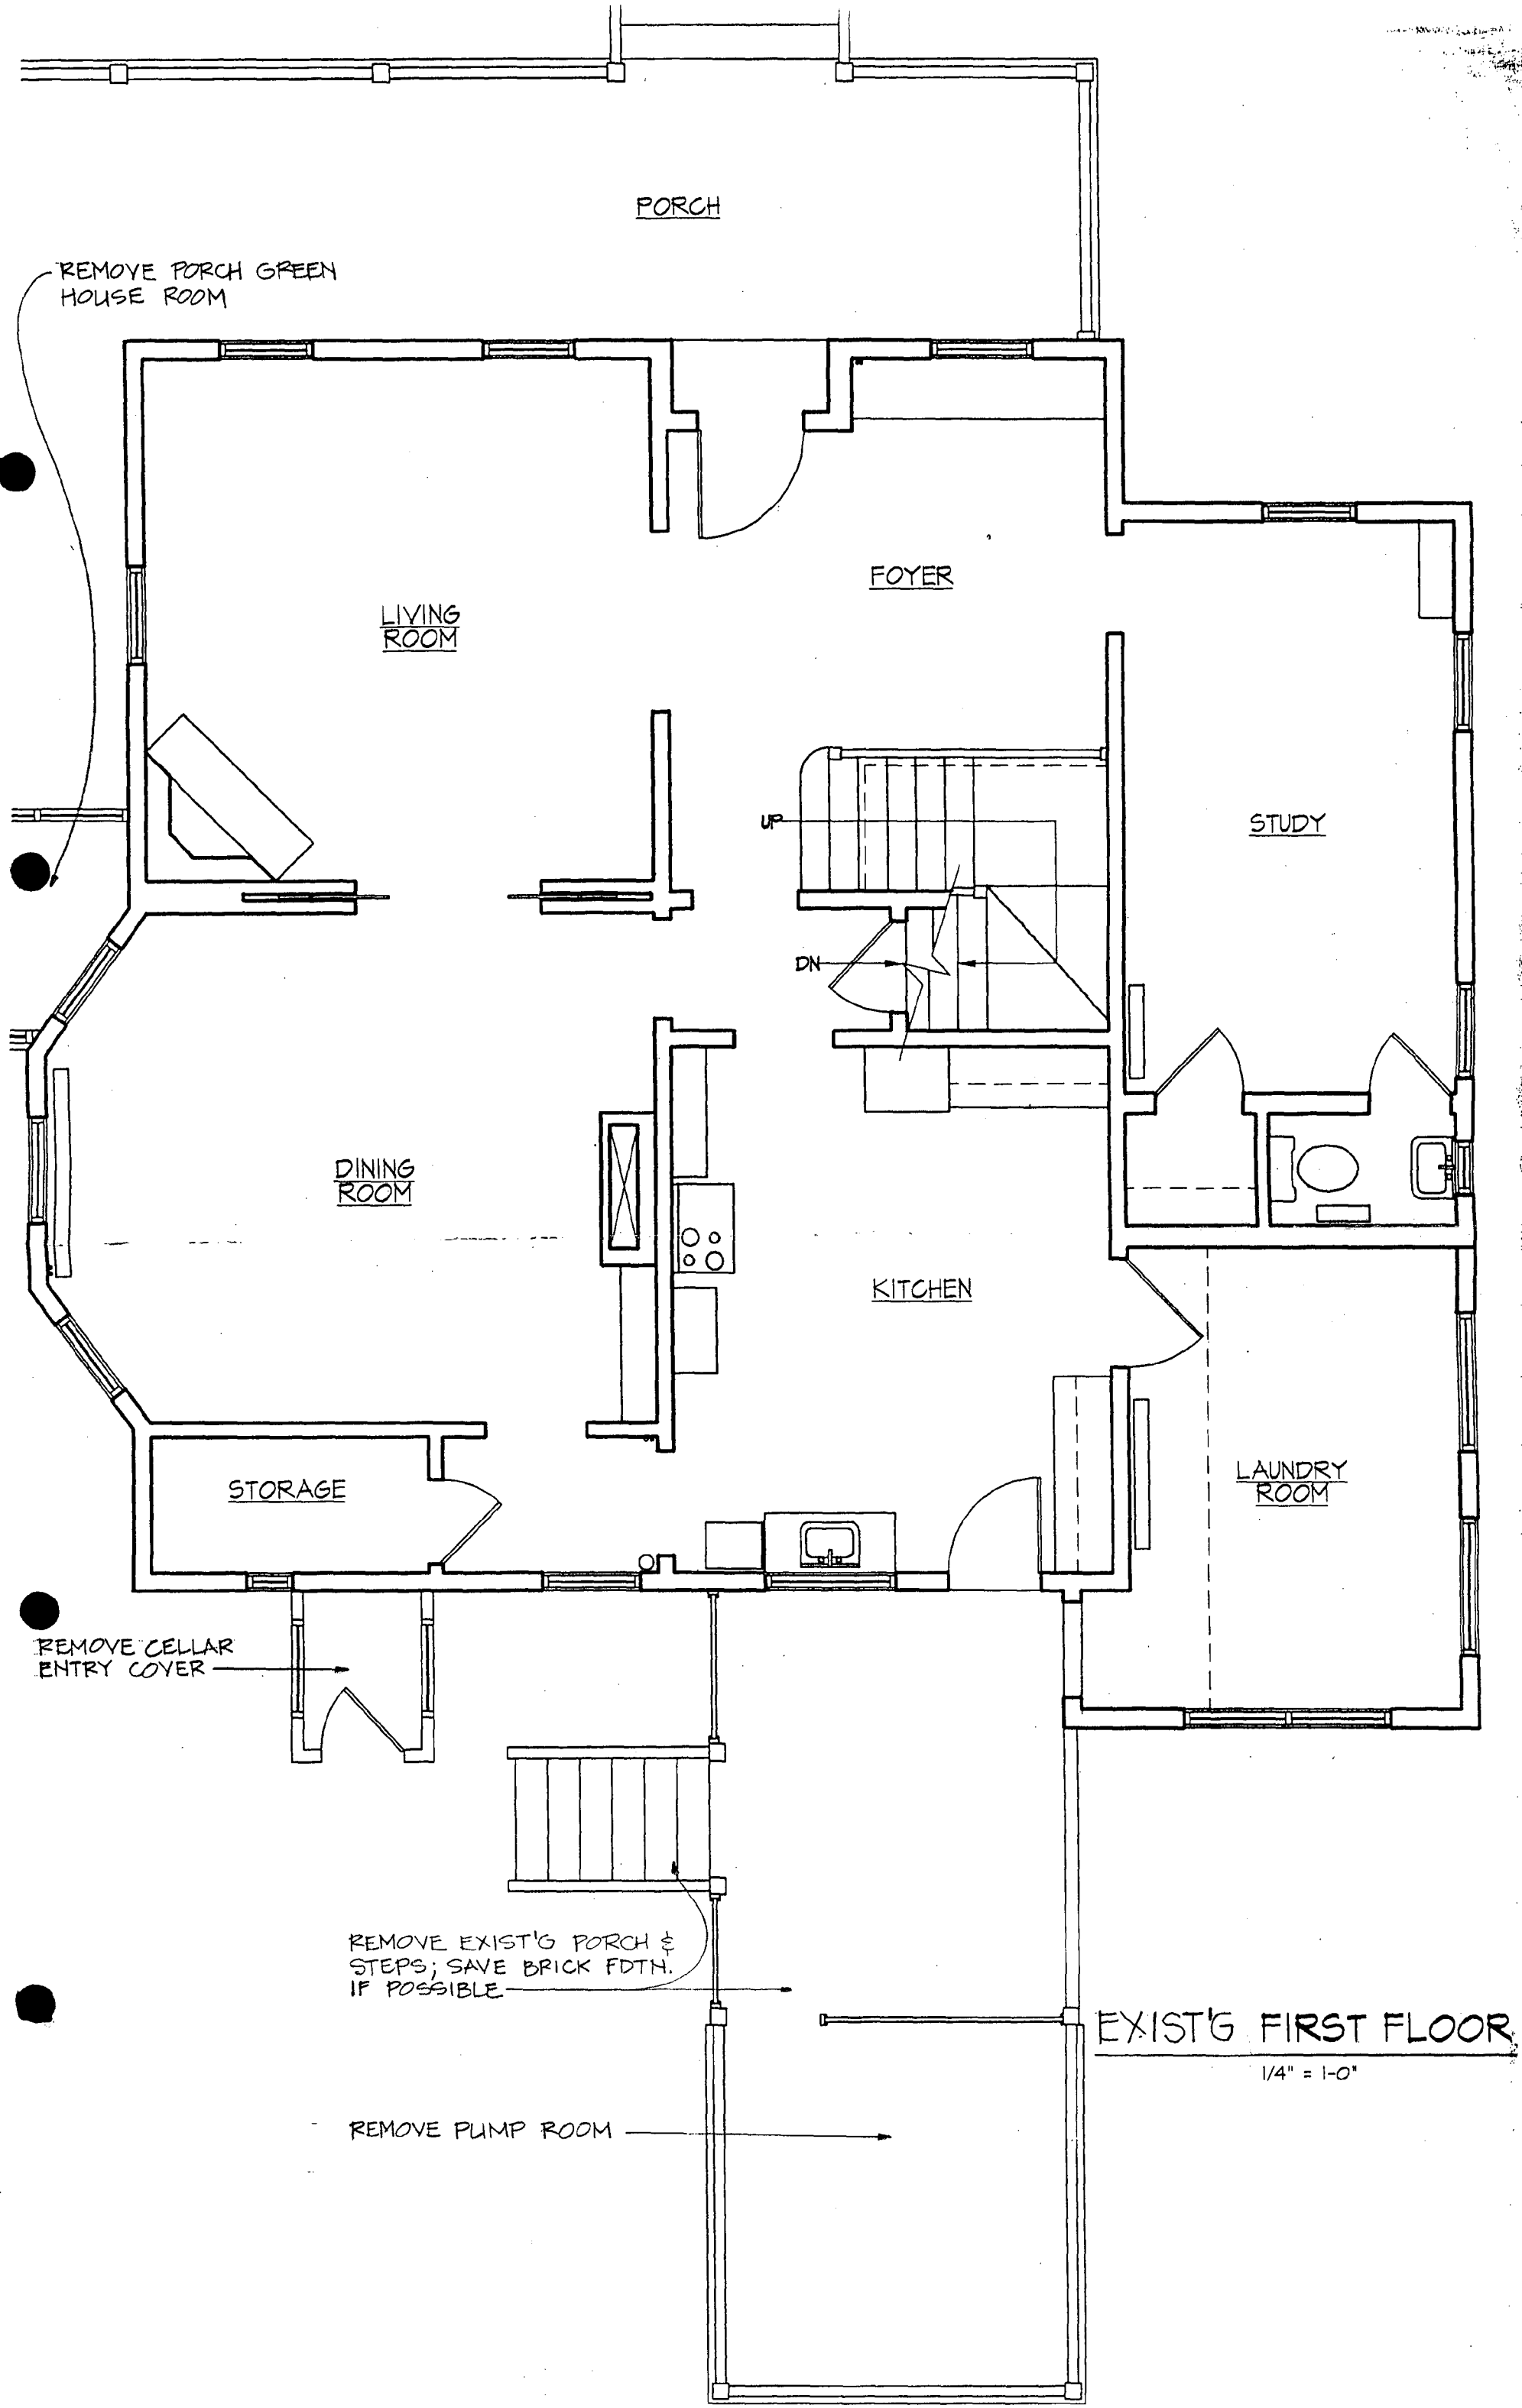 PORCH
REMOVE PORCH GREEN
HOUSE ROOM
FOYER
LIVING
ROOM
UP
STUDY
DN
DINING
ROOM
KITCHEN
LAUNDRY
ROOM
STORAGE
REMOVE CELLAR
ENTRY COVER
REMOVE EXIST'G PORCH &
STEPS; SAVE BRICK FDTN.
IF POSSIBLE
EXIST'G FIRST FLOOR
1/4" = 1-0"
REMOVE PUMP ROOM